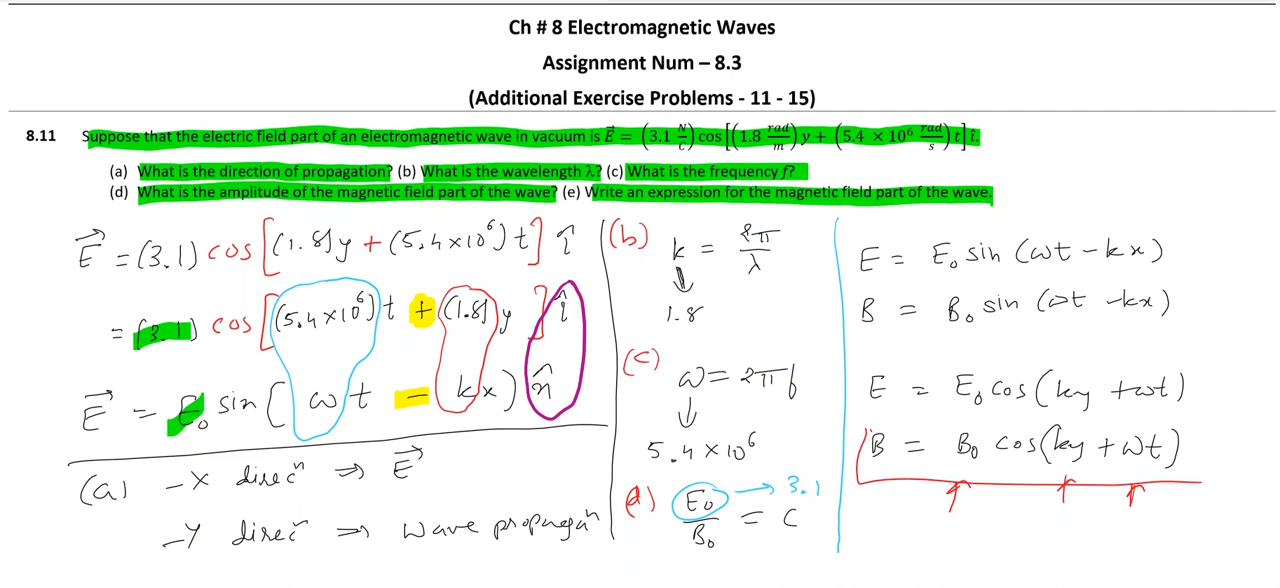 Ch # 8 Electromagnetic Waves
Assignment Num – 8.3
(Additional Exercise Problems - 11 - 15)
8.11 Suppose that the electric field part of an electromagnetic wave in vacuum is E⃗ = (3.1 N/C) cos [(1.8 rad/m) y + (5.4 × 10⁶ rad/s) t] î.
(a) What is the direction of propagation? (b) What is the wavelength λ? (c) What is the frequency f?
(d) What is the amplitude of the magnetic field part of the wave? (e) Write an expression for the magnetic field part of the wave.
E⃗ = (3.1) cos [(1.8)y + (5.4×10⁶) t] î
= (3.1) cos [(5.4×10⁶) t + (1.8) y ] î
E⃗ = E₀ sin ( ωt − kx) n̂
(a) −X direcⁿ ⇒ E⃗
−Y direcⁿ ⇒ wave propagaⁿ
(b) k = 2π/λ
1.8
(c) ω = 2πf
5.4 × 10⁶
(d) E₀/B₀ = C → 3.1
E = E₀ sin (ωt − kx)
B = B₀ sin (ωt − kx)
E = E₀ cos (ky + ωt)
B = B₀ cos (ky + ωt)